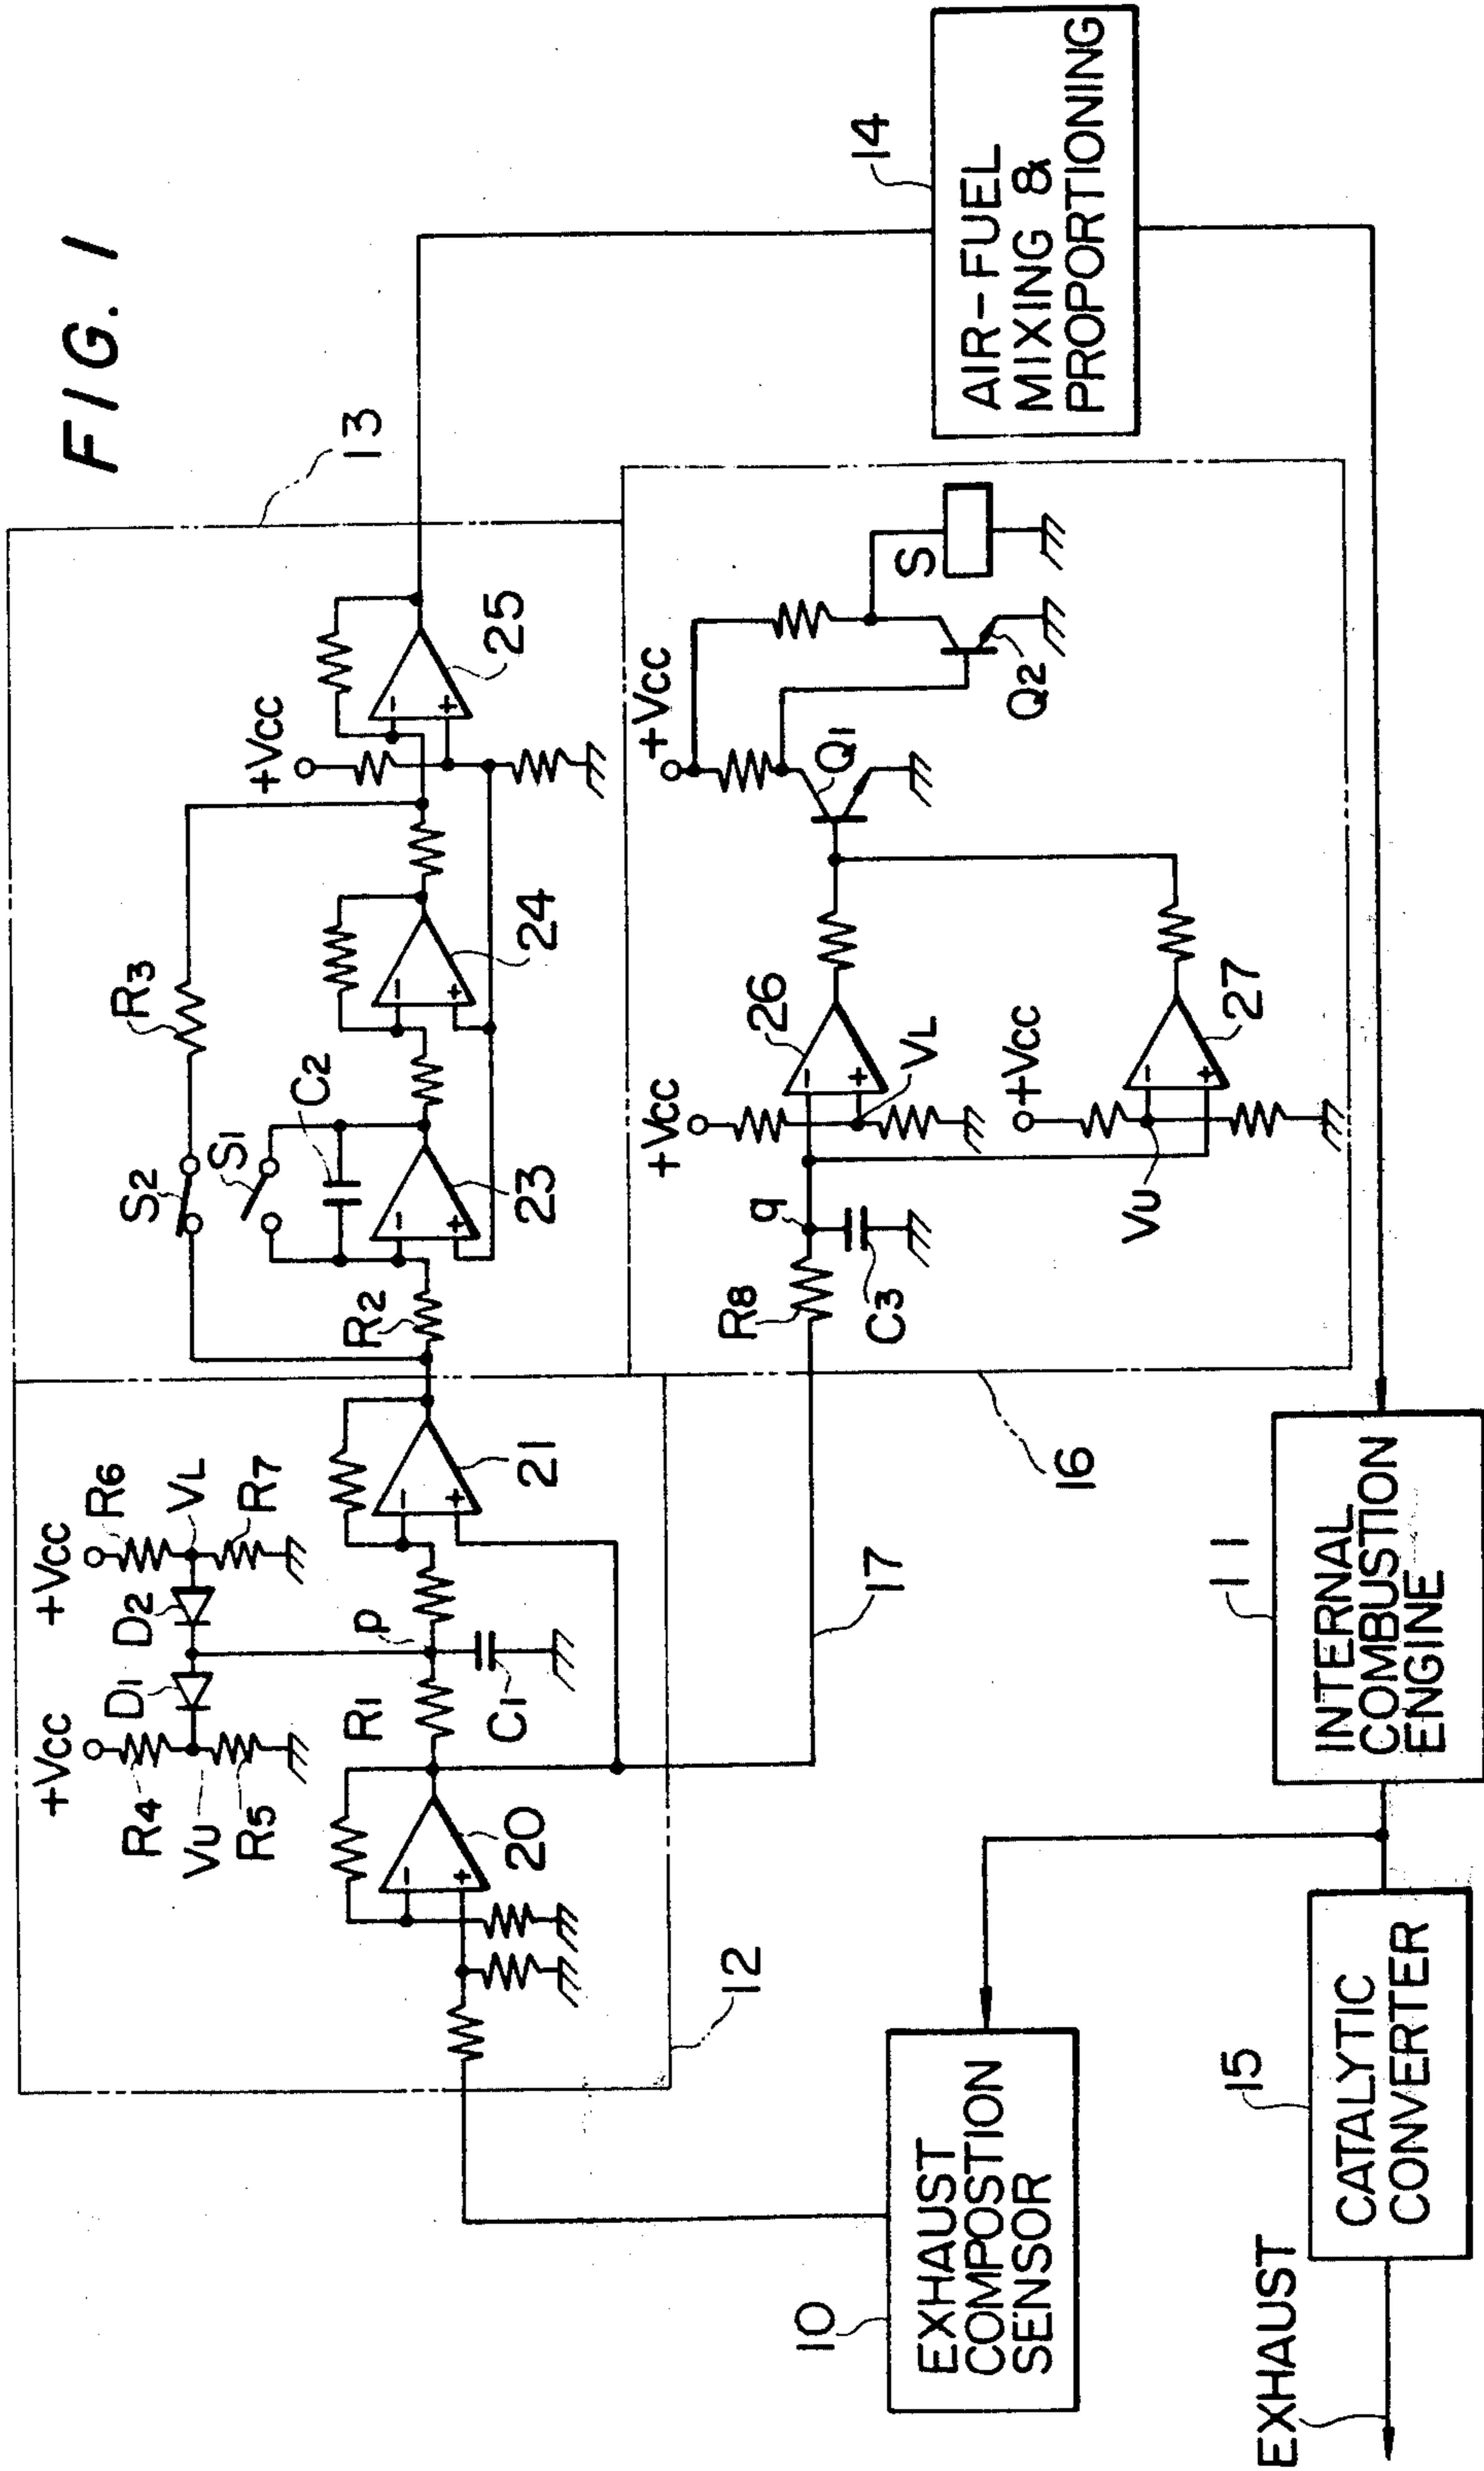 FIG. 1
+VCC
+VCC
R4
VU
R5
D1
D2
R6
VL
R7
R1
p
C1
20
21
12
17
S2
S1
R3
C2
R2
23
24
25
+VCC
13
R8
q
C3
+VCC
VL
26
+VCC
VU
27
+VCC
Q1
Q2
S
16
14
AIR-FUEL
MIXING &
PROPORTIONING
10
EXHAUST
COMPOSTION
SENSOR
11
INTERNAL
COMBUSTION
ENGINE
15
CATALYTIC
CONVERTER
EXHAUST